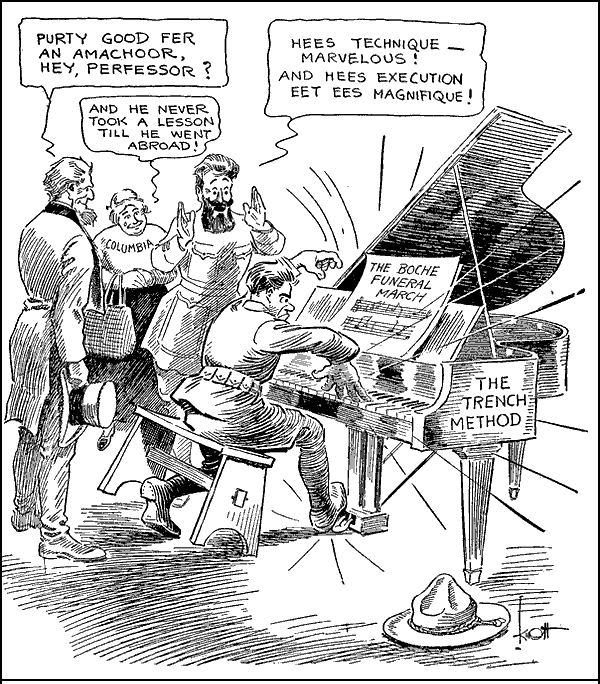 PURTY GOOD FER
AN AMACHOOR,
HEY, PERFESSOR?
AND HE NEVER
TOOK A LESSON
TILL HE WENT
ABROAD!
HEES TECHNIQUE —
MARVELOUS!
AND HEES EXECUTION
EET EES MAGNIFIQUE!
COLUMBIA
THE BOCHE
FUNERAL
MARCH
THE
TRENCH
METHOD
KNOTT